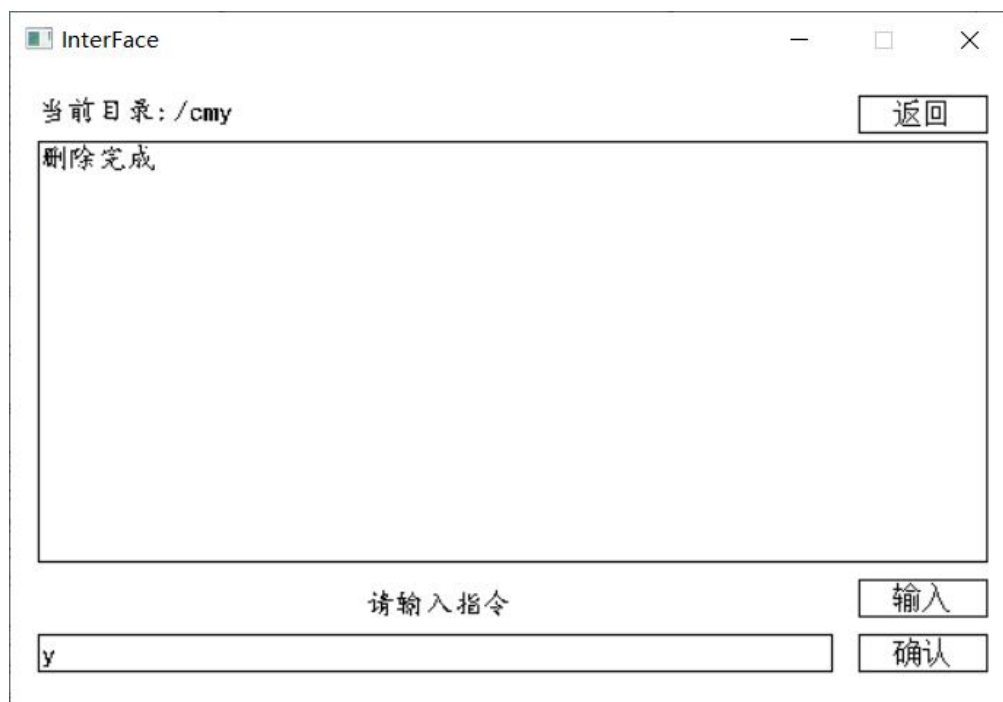 InterFace
当前目录:/cmy
返回
删除完成
请输入指令
输入
y
确认